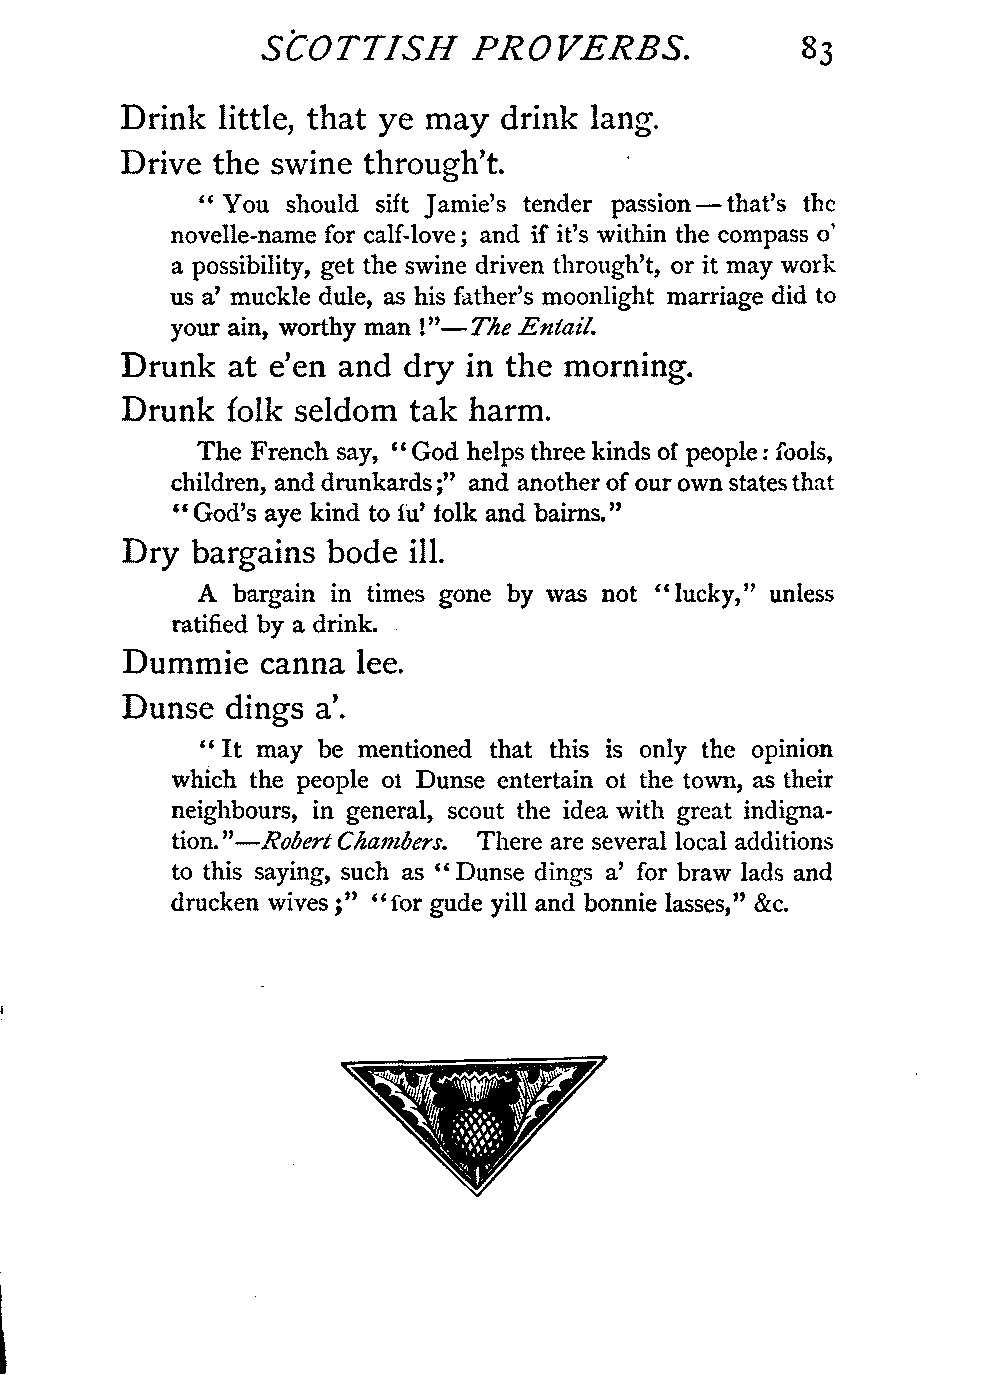 SCOTTISH PROVERBS. 83
Drink little, that ye may drink lang.
Drive the swine through't.
"You should sift Jamie's tender passion—that's the
novelle-name for calf-love; and if it's within the compass o'
a possibility, get the swine driven through't, or it may work
us a' muckle dule, as his father's moonlight marriage did to
your ain, worthy man!"—The Entail.
Drunk at e'en and dry in the morning.
Drunk folk seldom tak harm.
The French say, "God helps three kinds of people: fools,
children, and drunkards;" and another of our own states that
"God's aye kind to fu' folk and bairns."
Dry bargains bode ill.
A bargain in times gone by was not "lucky," unless
ratified by a drink.
Dummie canna lee.
Dunse dings a'.
"It may be mentioned that this is only the opinion
which the people of Dunse entertain of the town, as their
neighbours, in general, scout the idea with great indigna-
tion."—Robert Chambers. There are several local additions
to this saying, such as "Dunse dings a' for braw lads and
drucken wives;" "for gude yill and bonnie lasses," &c.